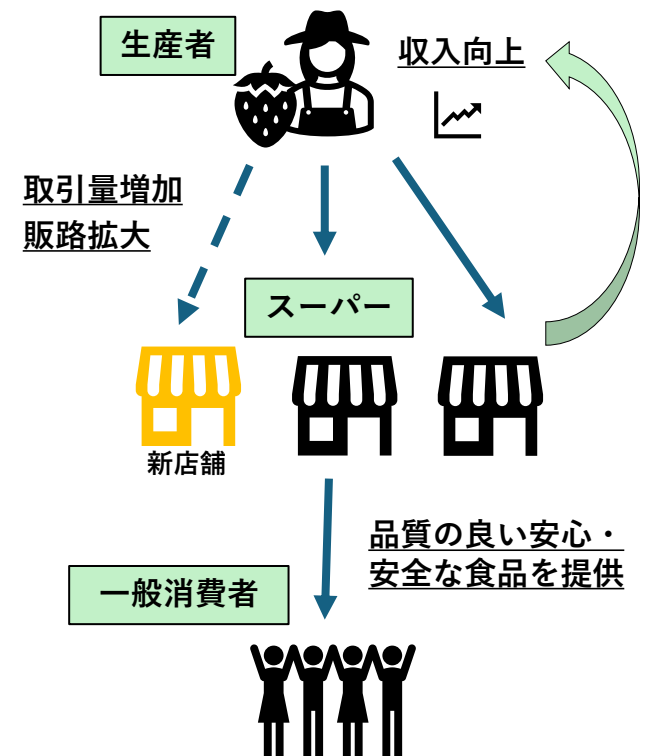 生産者
収入向上
取引量増加
販路拡大
スーパー
新店舗
品質の良い安心・
安全な食品を提供
一般消費者